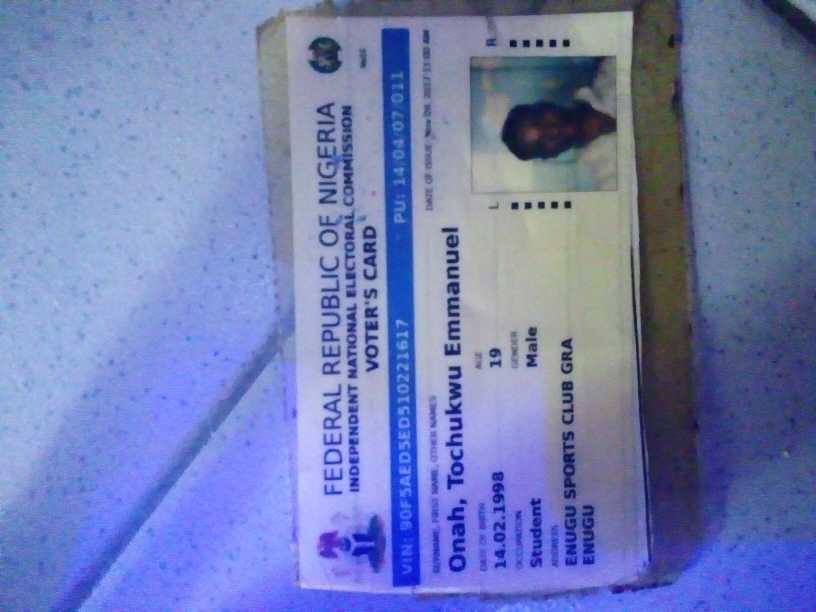 FEDERAL REPUBLIC OF NIGERIA
INDEPENDENT NATIONAL ELECTORAL COMMISSION
VOTER'S CARD
VIN: 90F5AED5ED510221617 PU: 14/04/07/011
SURNAME, FIRST NAME, OTHER NAMES
DATE OF ISSUE: Nov 09, 2017 11:00 AM
Onah, Tochukwu Emmanuel
DATE OF BIRTH
AGE
14.02.1998
19
OCCUPATION
GENDER
Student
Male
ADDRESS
ENUGU SPORTS CLUB GRA
ENUGU
L R